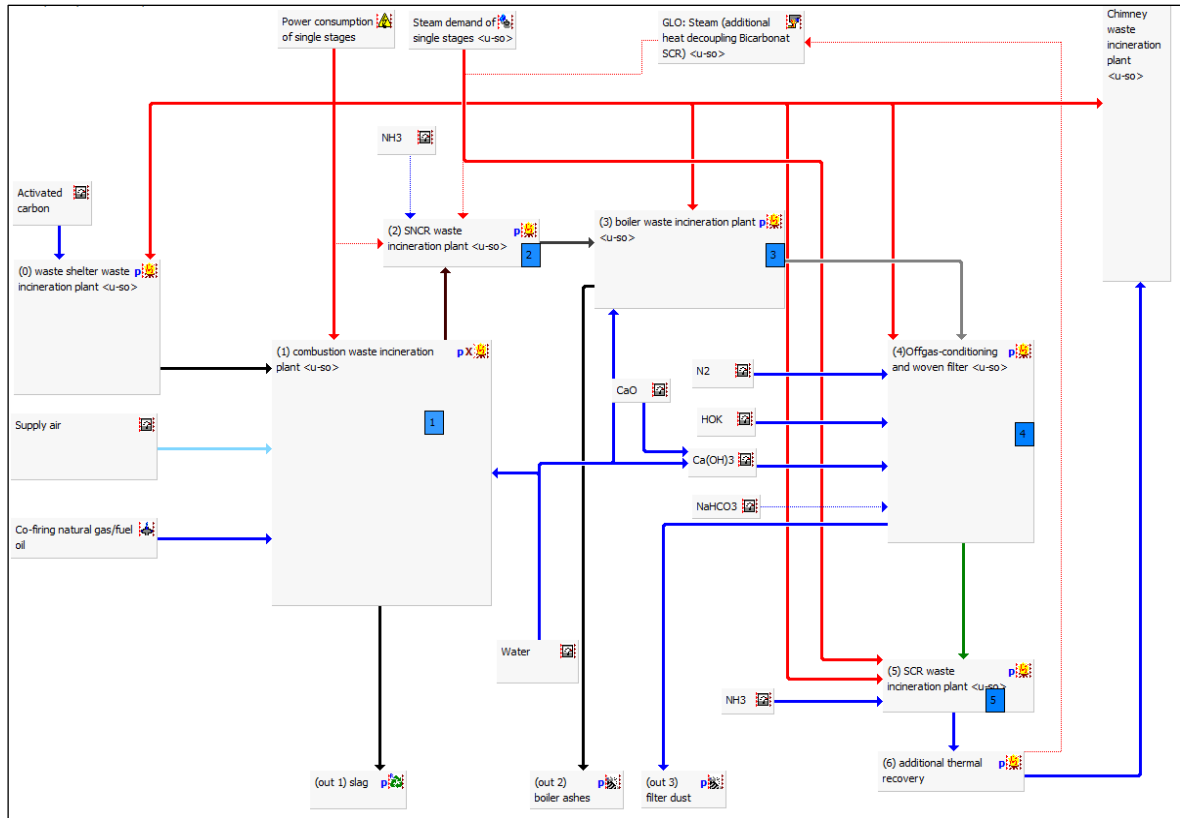 Power consumption
of single stages
Steam demand of
single stages <u-so>
GLO: Steam (additional
heat decoupling Bicarbonat
SCR) <u-so>
Chimney
waste
incineration
plant
<u-so>
NH3
Activated
carbon
(0) waste shelter waste
incineration plant <u-so>
p
(2) SNCR waste
incineration plant <u-so>
p
2
(3) boiler waste incineration plant
<u-so>
p
3
(1) combustion waste incineration
plant <u-so>
p X
1
(4)Offgas-conditioning
and woven filter <u-so>
p
4
N2
CaO
HOK
Ca(OH)3
NaHCO3
Supply air
Co-firing natural gas/fuel
oil
Water
(5) SCR waste
incineration plant <u-so>
p
5
NH3
(6) additional thermal
recovery
p
(out 1) slag
p
(out 2)
boiler ashes
p
(out 3)
filter dust
p